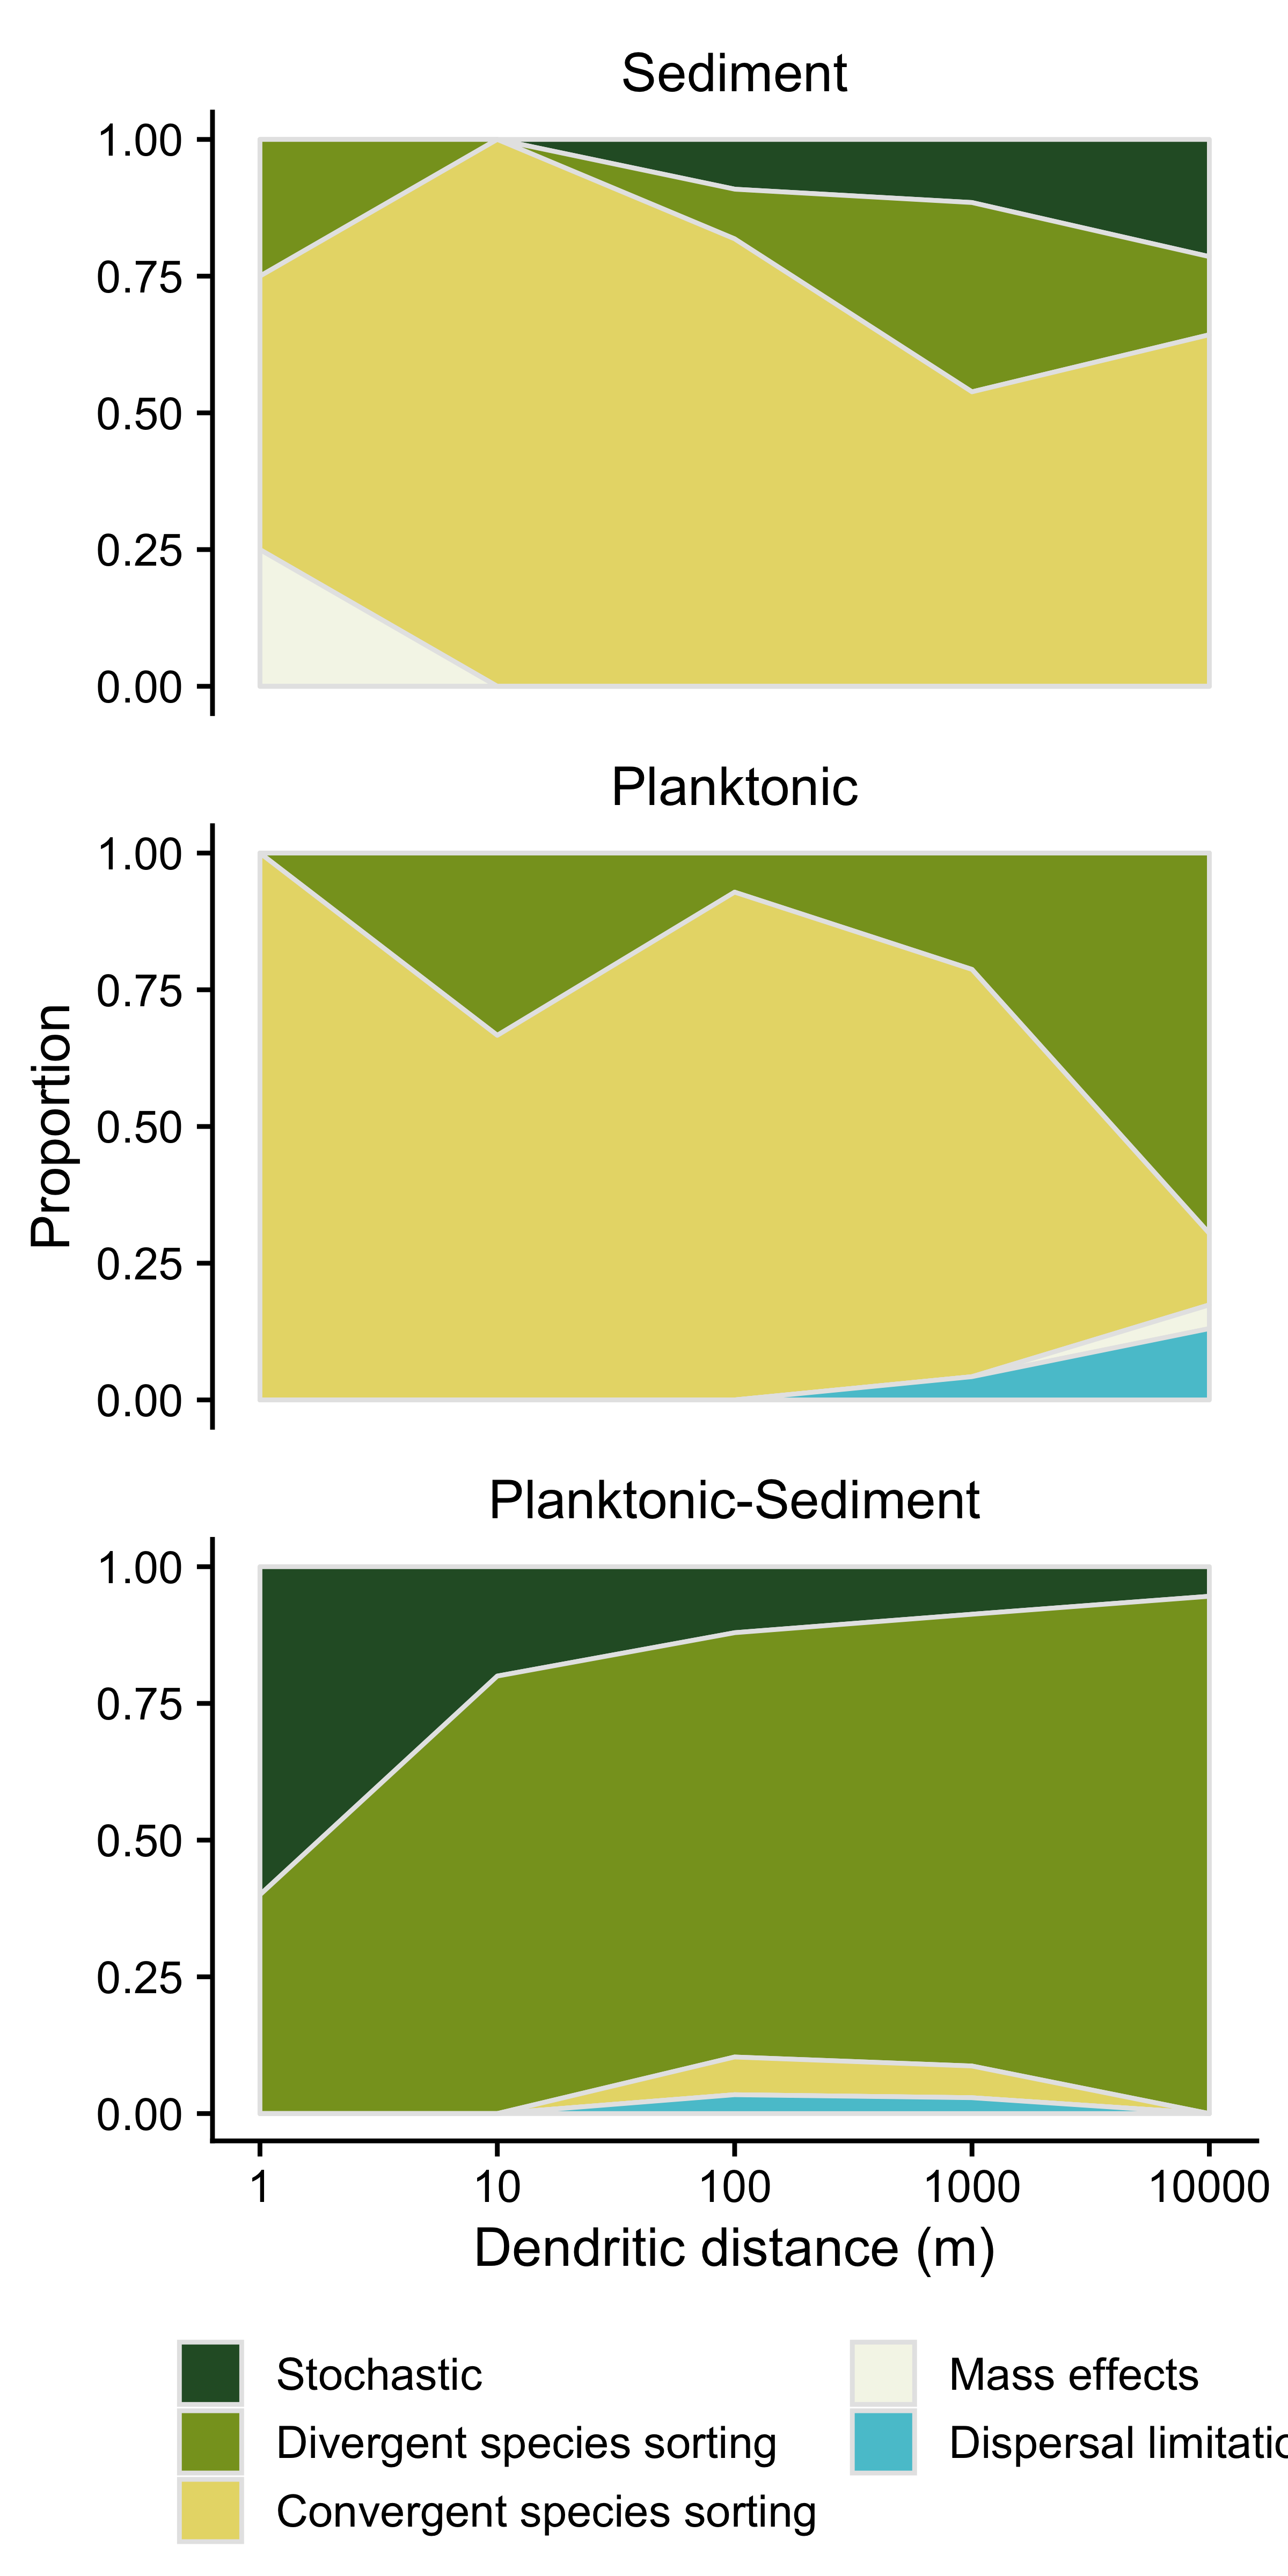 Sediment
1.00
0.75
0.50
0.25
0.00
Planktonic
1.00
0.75
0.50
0.25
0.00
Proportion
Planktonic-Sediment
1.00
0.75
0.50
0.25
0.00
1 10 100 1000 10000
Dendritic distance (m)
Stochastic Mass effects
Divergent species sorting Dispersal limitatio
Convergent species sorting